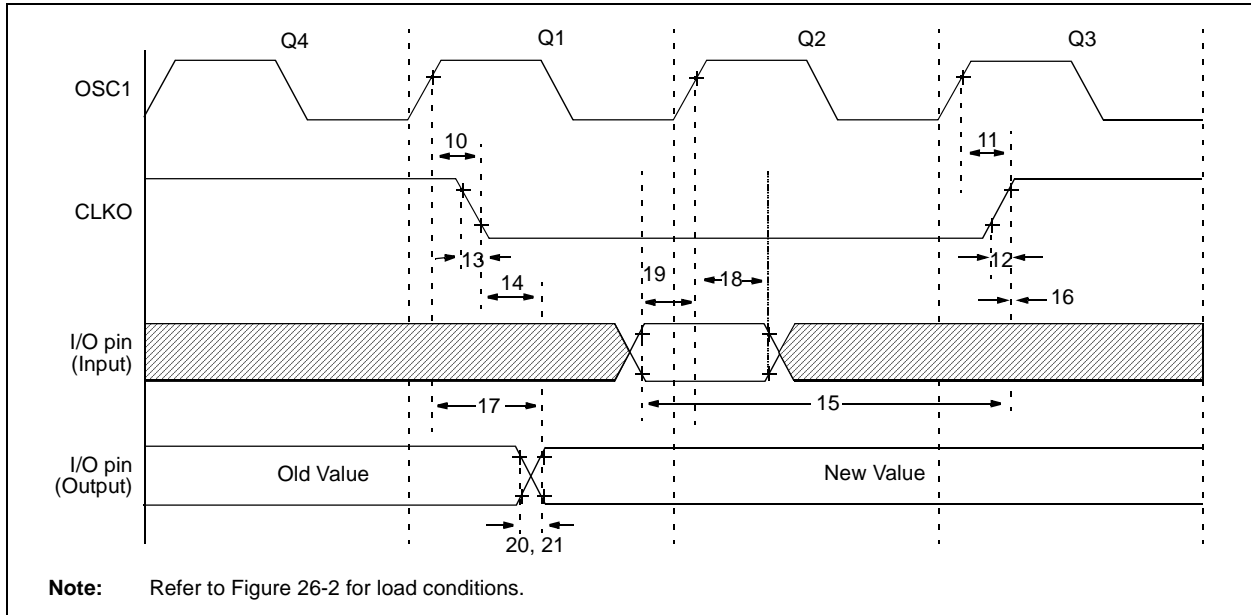 Q4 Q1 Q2 Q3
OSC1
10 11
CLKO
13 12
14 19 18 16
I/O pin
(Input)
17 15
I/O pin
(Output)
Old Value New Value
20, 21
Note: Refer to Figure 26-2 for load conditions.